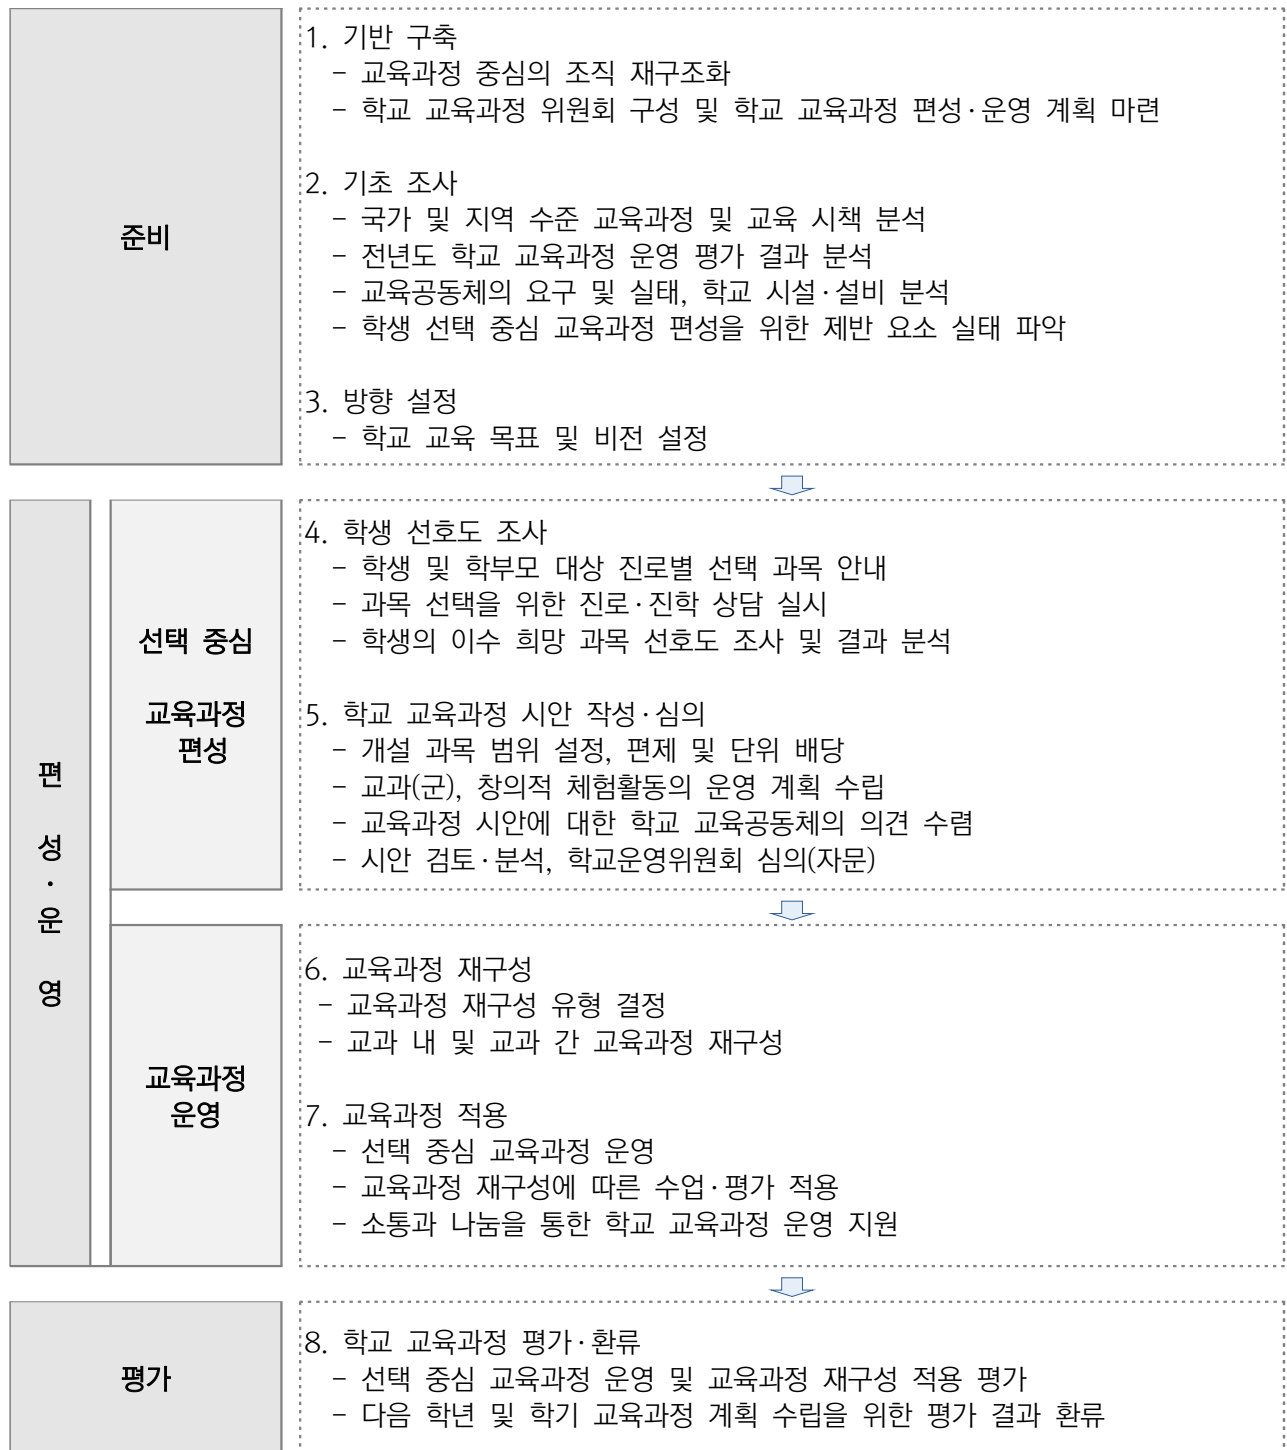 준비
1. 기반 구축
- 교육과정 중심의 조직 재구조화
- 학교 교육과정 위원회 구성 및 학교 교육과정 편성·운영 계획 마련
2. 기초 조사
- 국가 및 지역 수준 교육과정 및 교육 시책 분석
- 전년도 학교 교육과정 운영 평가 결과 분석
- 교육공동체의 요구 및 실태, 학교 시설·설비 분석
- 학생 선택 중심 교육과정 편성을 위한 제반 요소 실태 파악
3. 방향 설정
- 학교 교육 목표 및 비전 설정
편
성
·
운
영
선택 중심
교육과정
편성
4. 학생 선호도 조사
- 학생 및 학부모 대상 진로별 선택 과목 안내
- 과목 선택을 위한 진로·진학 상담 실시
- 학생의 이수 희망 과목 선호도 조사 및 결과 분석
5. 학교 교육과정 시안 작성·심의
- 개설 과목 범위 설정, 편제 및 단위 배당
- 교과(군), 창의적 체험활동의 운영 계획 수립
- 교육과정 시안에 대한 학교 교육공동체의 의견 수렴
- 시안 검토·분석, 학교운영위원회 심의(자문)
교육과정
운영
6. 교육과정 재구성
- 교육과정 재구성 유형 결정
- 교과 내 및 교과 간 교육과정 재구성
7. 교육과정 적용
- 선택 중심 교육과정 운영
- 교육과정 재구성에 따른 수업·평가 적용
- 소통과 나눔을 통한 학교 교육과정 운영 지원
평가
8. 학교 교육과정 평가·환류
- 선택 중심 교육과정 운영 및 교육과정 재구성 적용 평가
- 다음 학년 및 학기 교육과정 계획 수립을 위한 평가 결과 환류